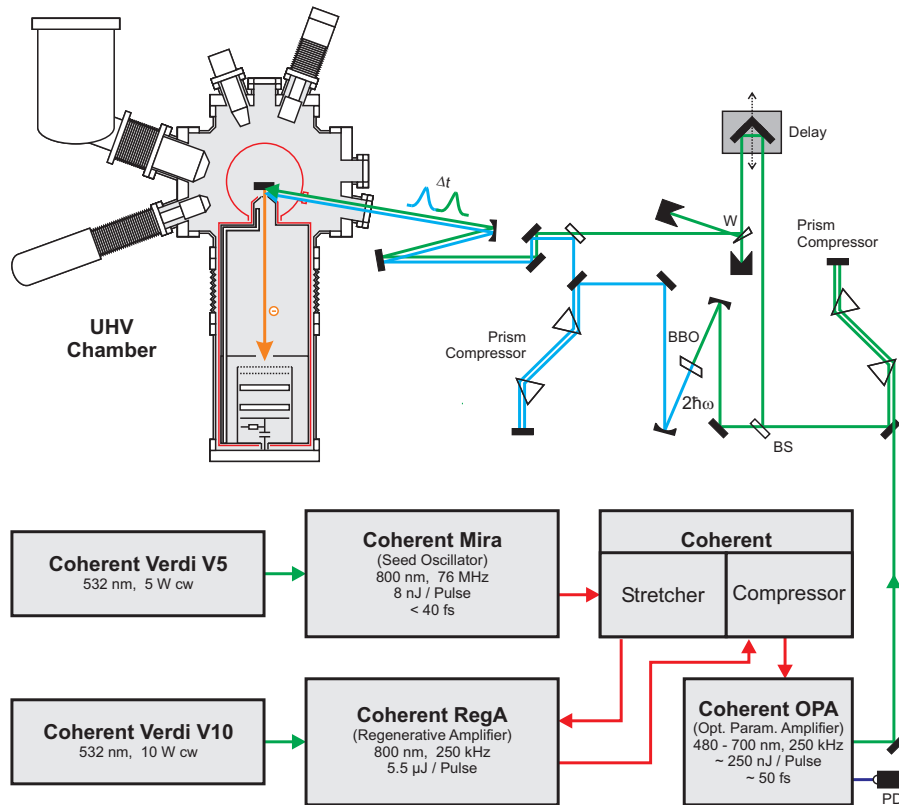 Delay
Δt
W
Prism
Compressor
UHV
Chamber
Prism
Compressor
BBO
2ħω
BS
Coherent Verdi V5
532 nm, 5 W cw
Coherent Mira
(Seed Oscillator)
800 nm, 76 MHz
8 nJ / Pulse
< 40 fs
Coherent
Stretcher
Compressor
Coherent Verdi V10
532 nm, 10 W cw
Coherent RegA
(Regenerative Amplifier)
800 nm, 250 kHz
5.5 µJ / Pulse
Coherent OPA
(Opt. Param. Amplifier)
480 - 700 nm, 250 kHz
~ 250 nJ / Pulse
~ 50 fs
PD